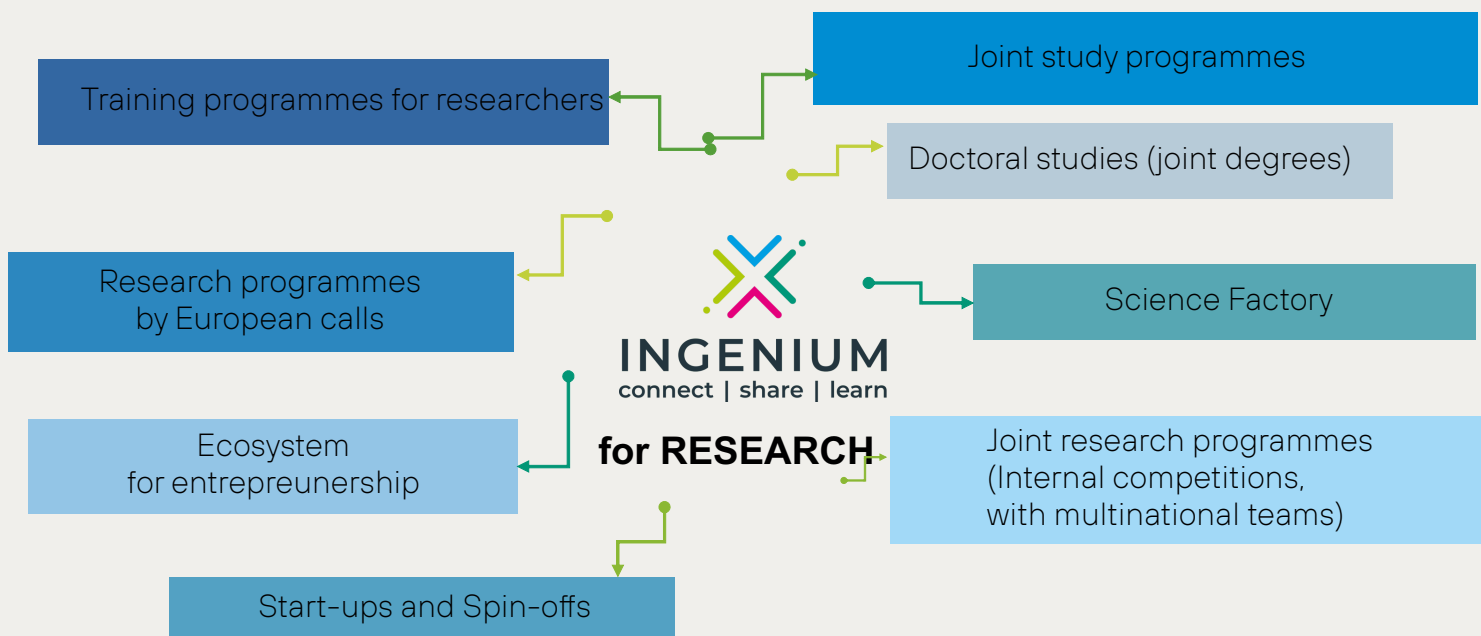 Joint study programmes
Training programmes for researchers
Doctoral studies (joint degrees)
Research programmes
by European calls
Science Factory
INGENIUM
connect | share | learn
for RESEARCH
Ecosystem
for entrepreunership
Joint research programmes
(Internal competitions,
with multinational teams)
Start-ups and Spin-offs